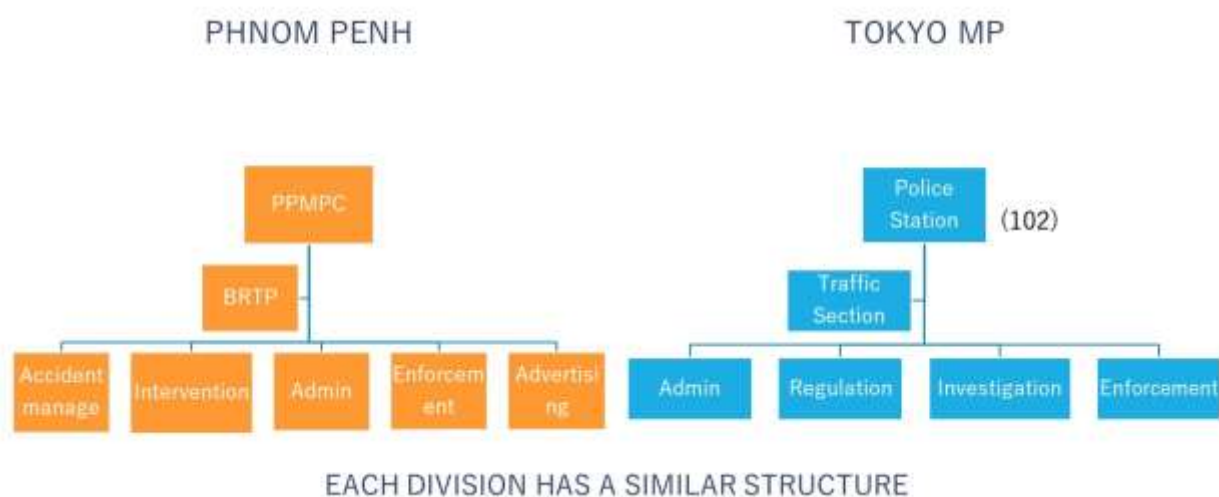 PHNOM PENH
TOKYO MP
PPMPC
Police
Station
(102)
BRTP
Traffic
Section
Accident
manage
Intervention
Admin
Enforcem
ent
Advertisi
ng
Admin
Regulation
Investigation
Enforcement
EACH DIVISION HAS A SIMILAR STRUCTURE